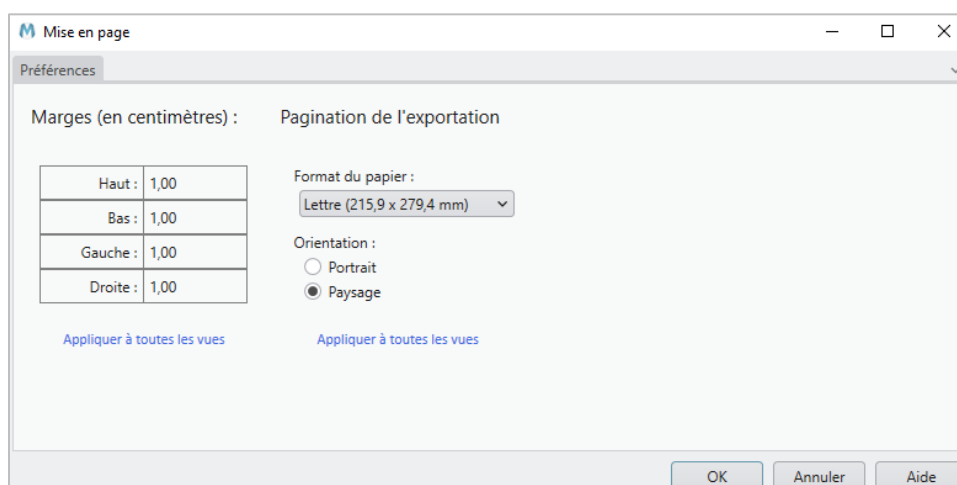 Mise en page
Préférences
Marges (en centimètres) :
Pagination de l'exportation
Haut : 1,00
Bas : 1,00
Gauche : 1,00
Droite : 1,00
Appliquer à toutes les vues
Format du papier :
Lettre (215,9 x 279,4 mm)
Orientation :
Portrait
Paysage
Appliquer à toutes les vues
OK
Annuler
Aide